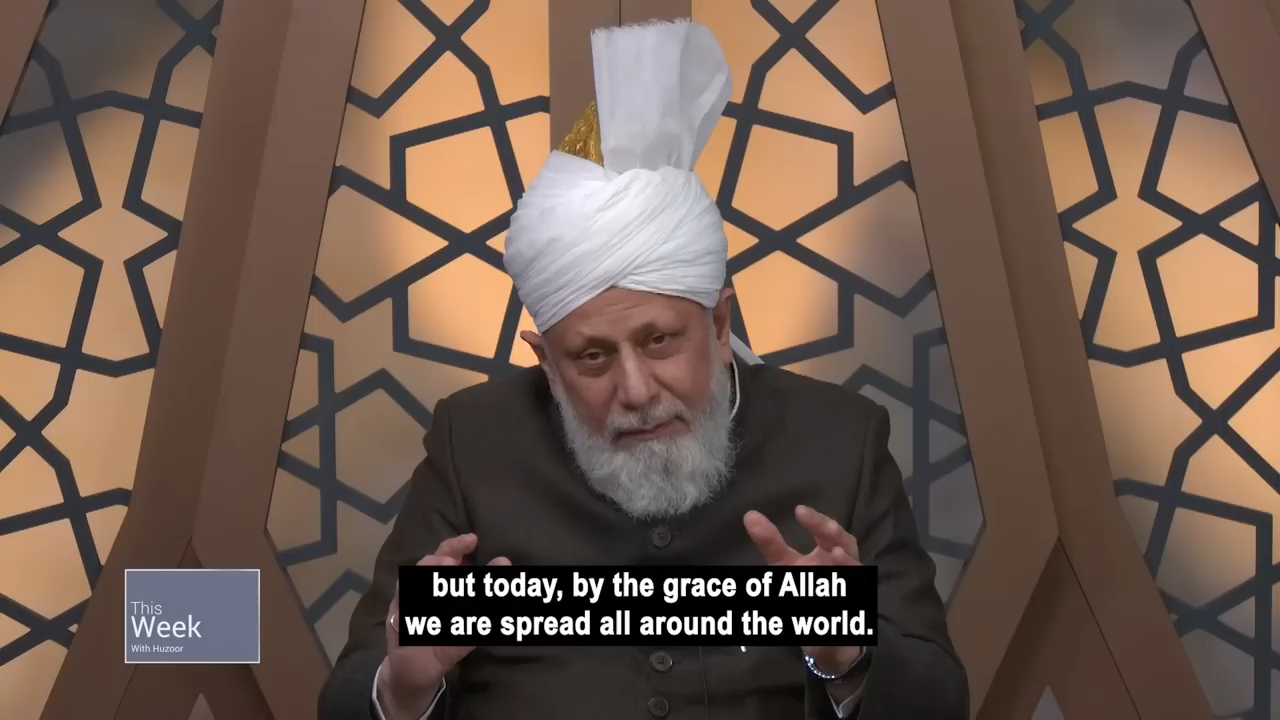 but today, by the grace of Allah
we are spread all around the world.
This
Week
With Huzoor